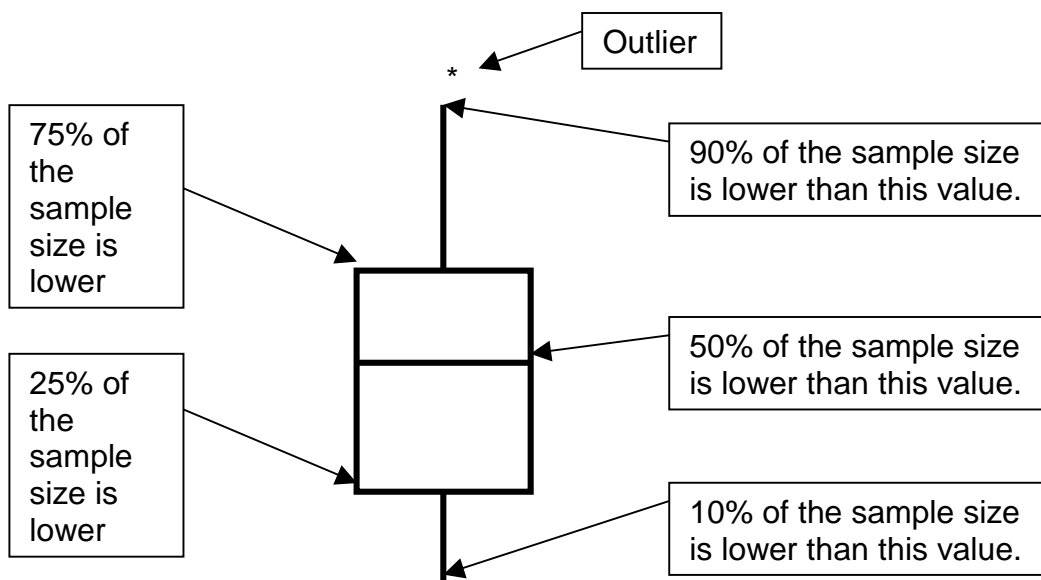 Outlier
*
75% of
the
sample
size is
lower
90% of the sample size
is lower than this value.
50% of the sample size
is lower than this value.
25% of
the
sample
size is
lower
10% of the sample size
is lower than this value.